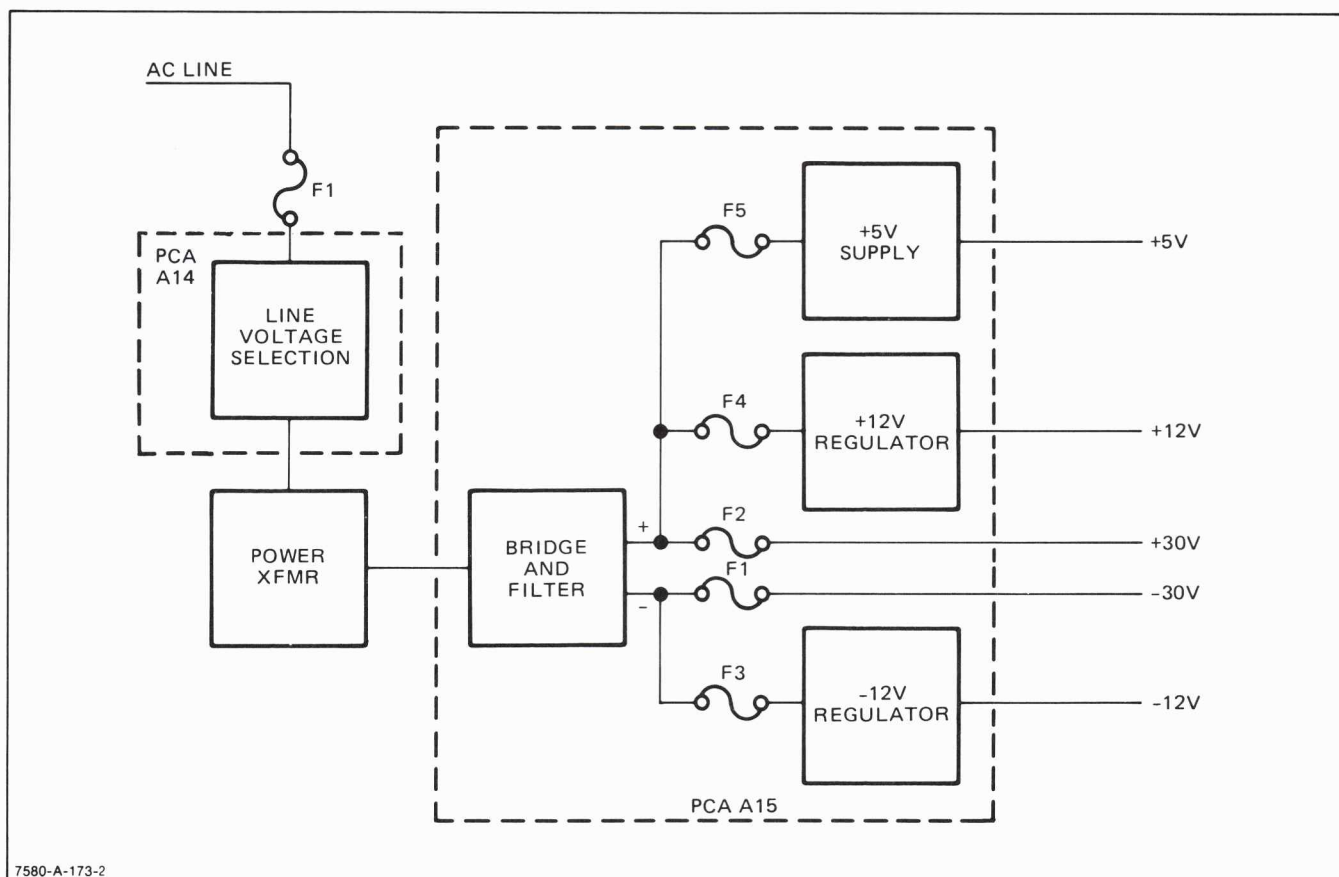 AC LINE
F1
PCA
A14
LINE
VOLTAGE
SELECTION
POWER
XFMR
BRIDGE
AND
FILTER
+
-
F5
+5V
SUPPLY
+5V
F4
+12V
REGULATOR
+12V
F2
+30V
F1
-30V
F3
-12V
REGULATOR
-12V
PCA A15
7580-A-173-2